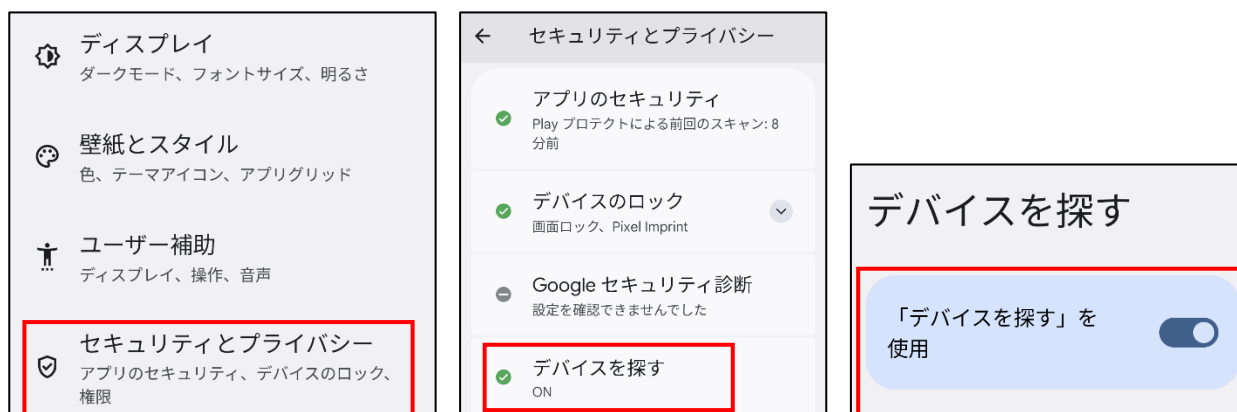 ディスプレイ
ダークモード、フォントサイズ、明るさ
壁紙とスタイル
色、テーマアイコン、アプリグリッド
ユーザー補助
ディスプレイ、操作、音声
セキュリティとプライバシー
アプリのセキュリティ、デバイスのロック、
権限
セキュリティとプライバシー
アプリのセキュリティ
Play プロテクトによる前回のスキャン: 8
分前
デバイスのロック
画面ロック、Pixel Imprint
Google セキュリティ診断
設定を確認できませんでした
デバイスを探す
ON
デバイスを探す
「デバイスを探す」を
使用